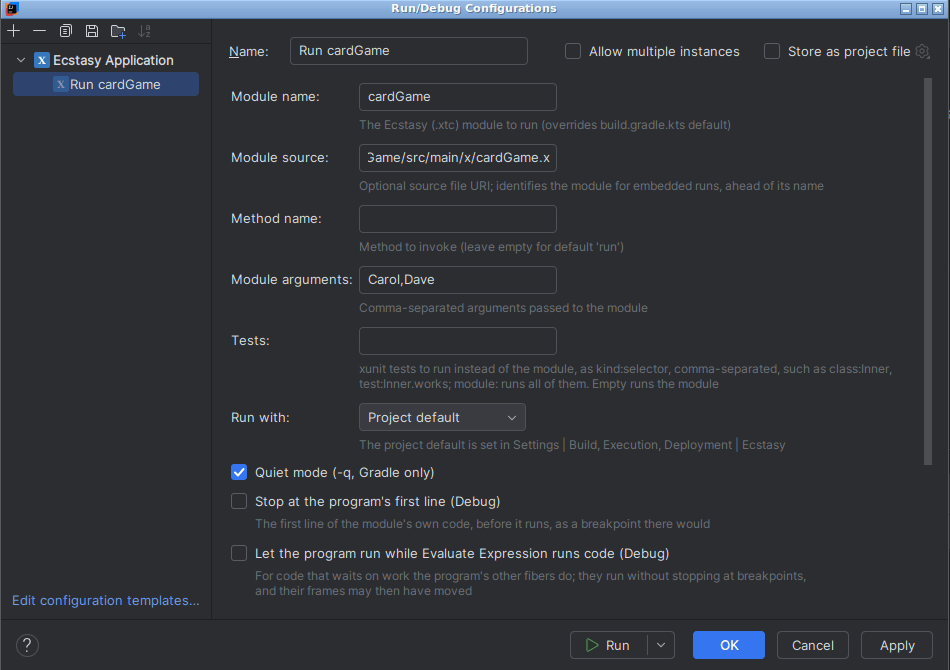 Run/Debug Configurations
Ecstasy Application
Run cardGame
Name: Run cardGame
Allow multiple instances
Store as project file
Module name: cardGame
The Ecstasy (.xtc) module to run (overrides build.gradle.kts default)
Module source: Game/src/main/x/cardGame.x
Optional source file URI; identifies the module for embedded runs, ahead of its name
Method name:
Method to invoke (leave empty for default 'run')
Module arguments: Carol,Dave
Comma-separated arguments passed to the module
Tests:
xunit tests to run instead of the module, as kind:selector, comma-separated, such as class:Inner,
test:Inner.works; module: runs all of them. Empty runs the module
Run with: Project default
The project default is set in Settings | Build, Execution, Deployment | Ecstasy
Quiet mode (-q, Gradle only)
Stop at the program's first line (Debug)
The first line of the module's own code, before it runs, as a breakpoint there would
Let the program run while Evaluate Expression runs code (Debug)
For code that waits on work the program's other fibers do; they run without stopping at breakpoints,
and their frames may then have moved
Edit configuration templates...
? Run OK Cancel Apply